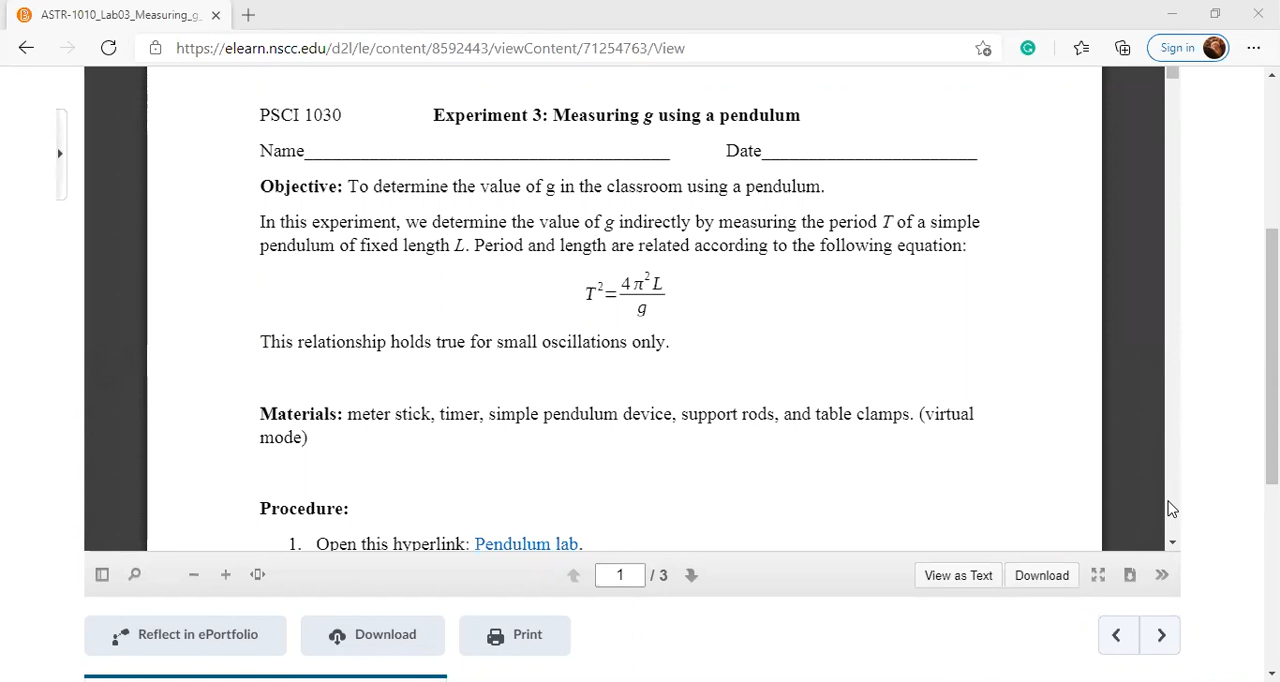 ASTR-1010_Lab03_Measuring_g_
https://elearn.nscc.edu/d2l/le/content/8592443/viewContent/71254763/View
Sign in
PSCI 1030 Experiment 3: Measuring g using a pendulum
Name____________________ Date____________________
Objective: To determine the value of g in the classroom using a pendulum.
In this experiment, we determine the value of g indirectly by measuring the period T of a simple
pendulum of fixed length L. Period and length are related according to the following equation:
T²=4π²L/g
This relationship holds true for small oscillations only.
Materials: meter stick, timer, simple pendulum device, support rods, and table clamps. (virtual
mode)
Procedure:
1. Open this hyperlink: Pendulum lab.
1 / 3 View as Text Download
Reflect in ePortfolio Download Print